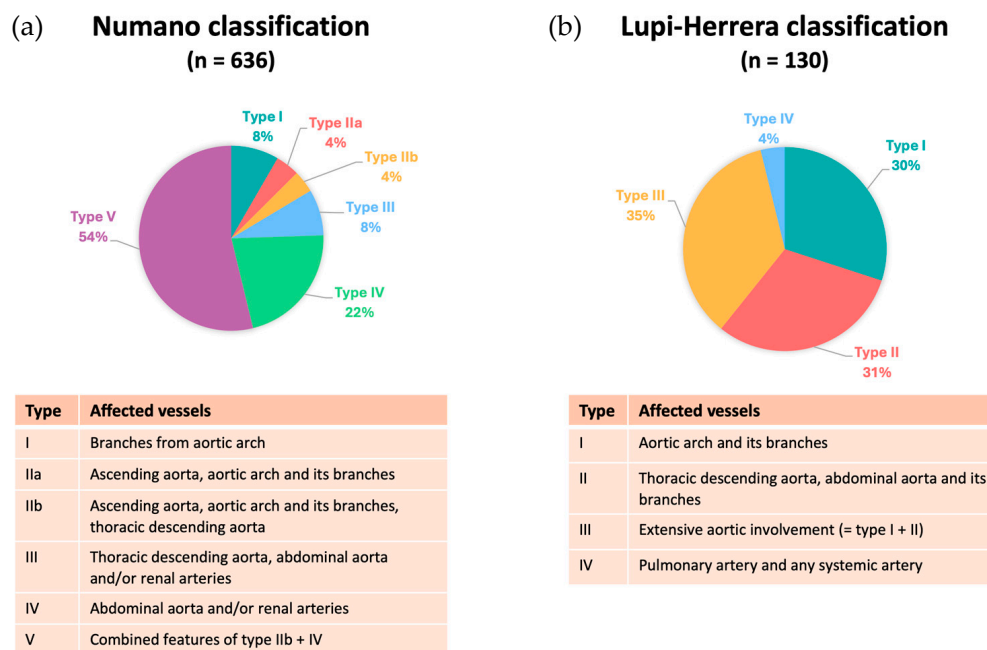 (a)
Numano classification
(n = 636)
Type I
8%
Type IIa
4%
Type IIb
4%
Type III
8%
Type IV
22%
Type V
54%
Type Affected vessels
I Branches from aortic arch
IIa Ascending aorta, aortic arch and its branches
IIb Ascending aorta, aortic arch and its branches,
thoracic descending aorta
III Thoracic descending aorta, abdominal aorta
and/or renal arteries
IV Abdominal aorta and/or renal arteries
V Combined features of type IIb + IV
(b)
Lupi-Herrera classification
(n = 130)
Type IV
4%
Type I
30%
Type III
35%
Type II
31%
Type Affected vessels
I Aortic arch and its branches
II Thoracic descending aorta, abdominal aorta and its
branches
III Extensive aortic involvement (= type I + II)
IV Pulmonary artery and any systemic artery